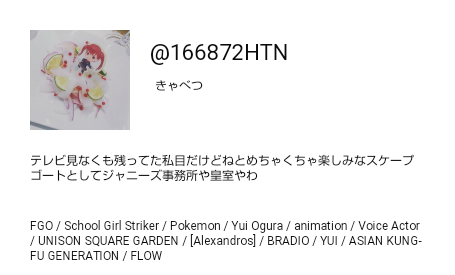 @166872HTN
きゃべつ
テレビ見なくも残ってた私目だけどねとめちゃくちゃ楽しみなスケープ
ゴートとしてジャニーズ事務所や皇室やわ
FGO / School Girl Striker / Pokemon / Yui Ogura / animation / Voice Actor
/ UNISON SQUARE GARDEN / [Alexandros] / BRADIO / YUI / ASIAN KUNG-
FU GENERATION / FLOW